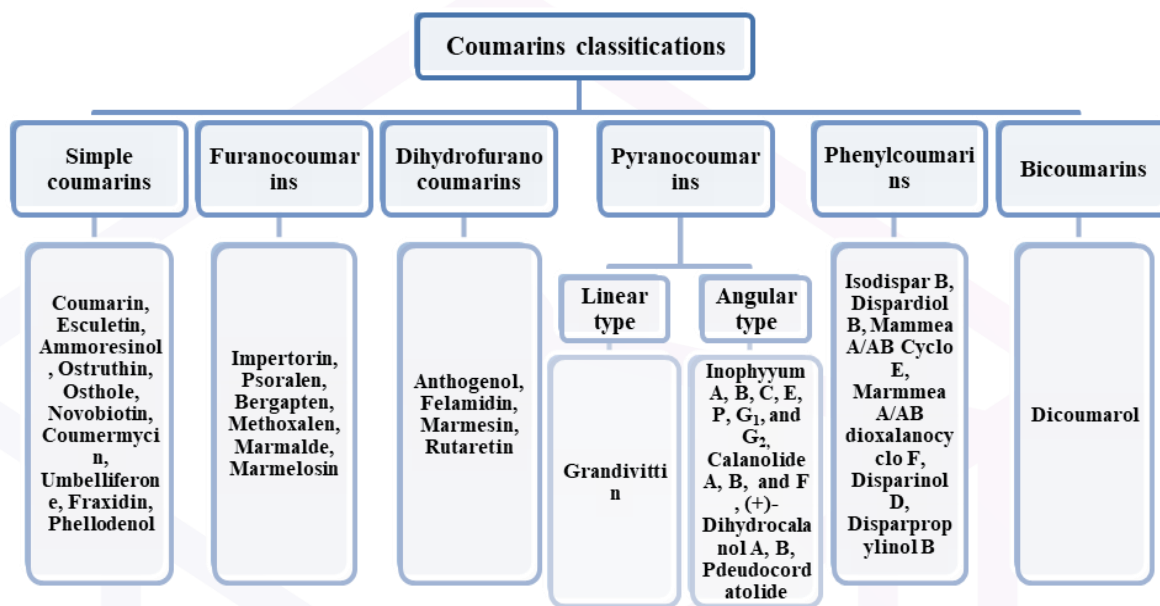 Coumarins classitications
Simple
coumarins
Furanocoumar
ins
Dihydrofurano
coumarins
Pyranocoumar
ins
Phenylcoumari
ns
Bicoumarins
Coumarin,
Esculetin,
Ammoresinol
, Ostruthin,
Osthole,
Novobiotin,
Coumermyci
n,
Umbelliferon
e, Fraxidin,
Phellodenol
Impertorin,
Psoralen,
Bergapten,
Methoxalen,
Marmalde,
Marmelosin
Anthogenol,
Felamidin,
Marmesin,
Rutaretin
Linear
type
Grandivitti
n
Angular
type
Inophyyum
A, B, C, E,
P, G₁, and
G₂,
Calanolide
A, B, and F
, (+)-
Dihydrocala
nol A, B,
Pdeudocord
atolide
Isodispar B,
Dispardiol
B, Mammea
A/AB Cyclo
E,
Marmmea
A/AB
dioxalanocy
clo F,
Disparinol
D,
Disparprop
ylinol B
Dicoumarol